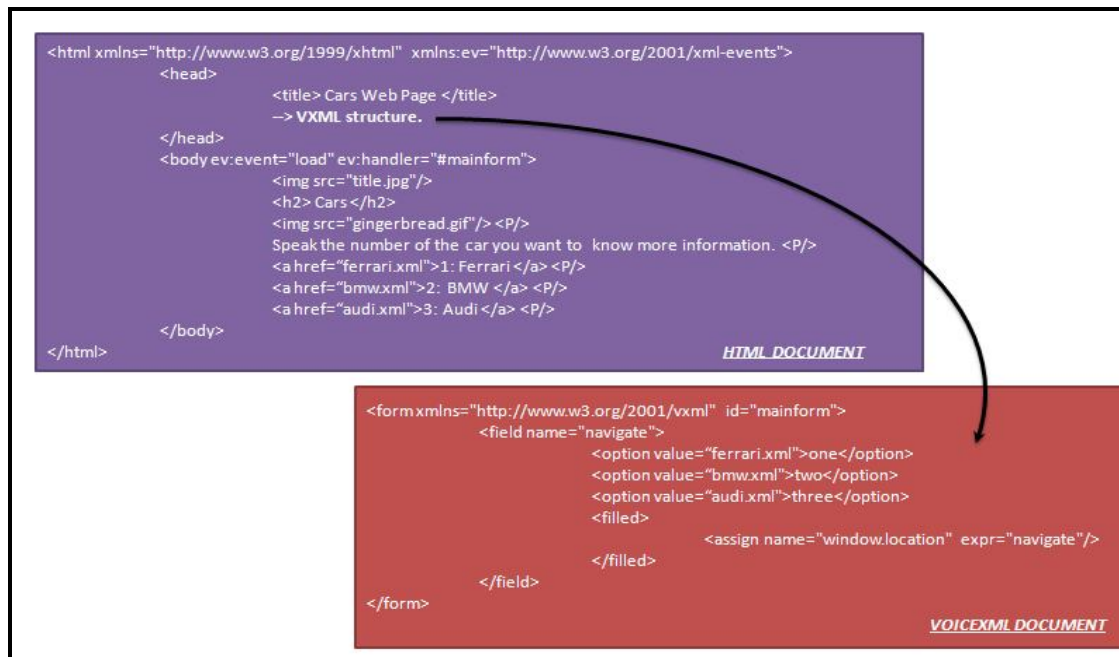 <html xmlns="http://www.w3.org/1999/xhtml" xmlns:ev="http://www.w3.org/2001/xml-events">
<head>
<title> Cars Web Page </title>
--> VXML structure.
</head>
<body ev:event="load" ev:handler="#mainform">
<img src="title.jpg"/>
<h2> Cars </h2>
<img src="gingerbread.gif"/> <P/>
Speak the number of the car you want to know more information. <P/>
<a href=“ferrari.xml">1: Ferrari </a> <P/>
<a href=“bmw.xml">2: BMW </a> <P/>
<a href=“audi.xml">3: Audi </a> <P/>
</body>
</html>
HTML DOCUMENT
<form xmlns="http://www.w3.org/2001/vxml" id="mainform">
<field name="navigate">
<option value=“ferrari.xml">one</option>
<option value=“bmw.xml">two</option>
<option value=“audi.xml">three</option>
<filled>
<assign name="window.location" expr="navigate"/>
</filled>
</field>
</form>
VOICEXML DOCUMENT